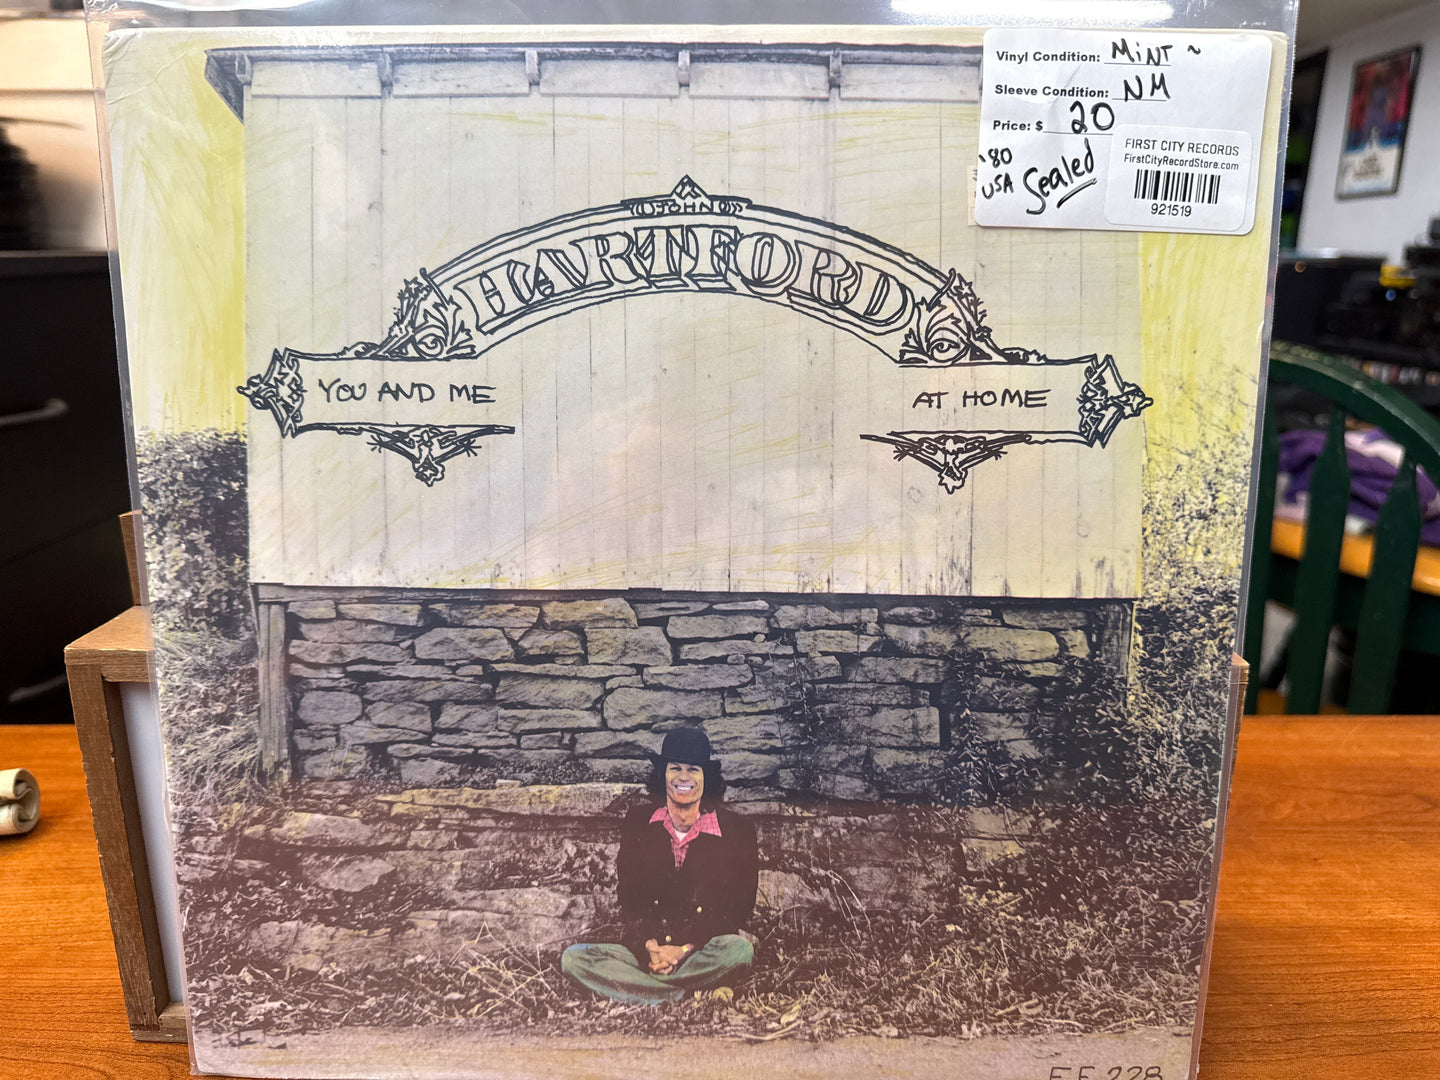 Vinyl Condition: MiNT ~
Sleeve Condition: NM
Price: $ 20
'80
USA
Sealed
FIRST CITY RECORDS
FirstCityRecordStore.com
921519
JOHN
HARTFORD
YOU AND ME
AT HOME
F F 228